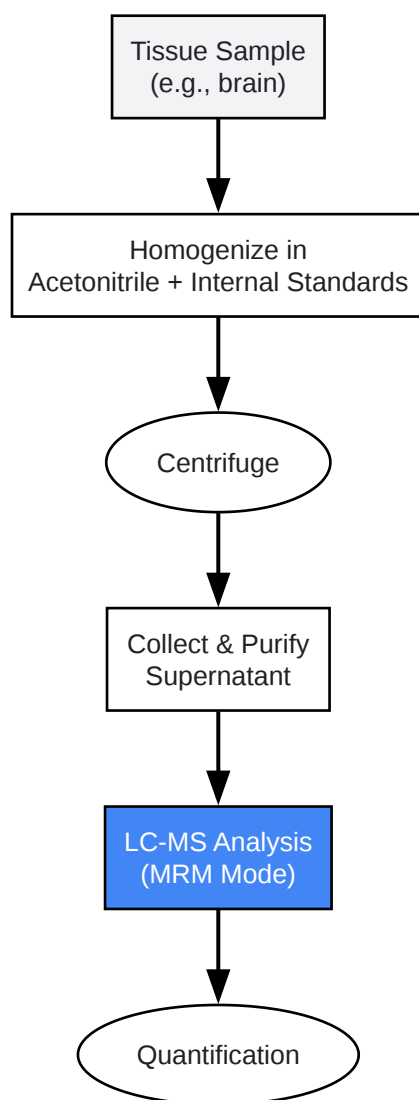 Tissue Sample
(e.g., brain)
Homogenize in
Acetonitrile + Internal Standards
Centrifuge
Collect & Purify
Supernatant
LC-MS Analysis
(MRM Mode)
Quantification